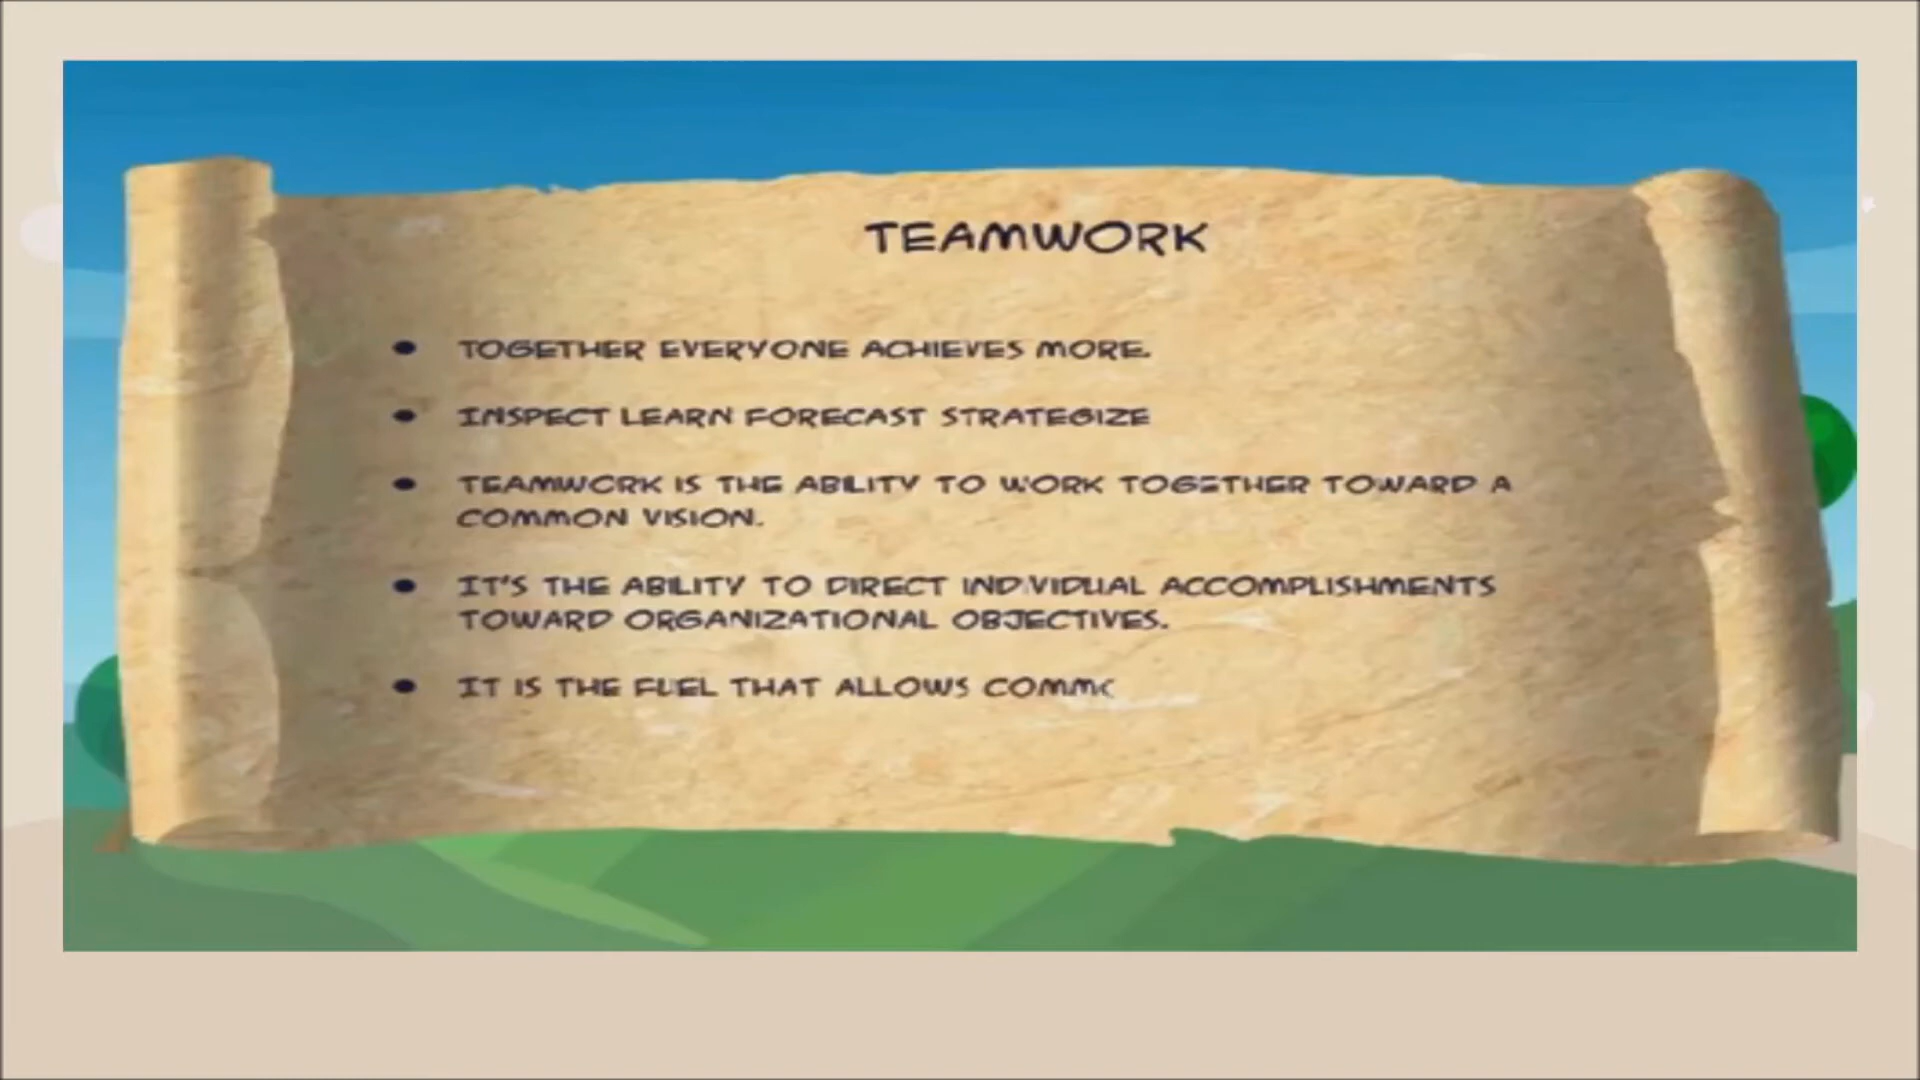 TEAMWORK
TOGETHER EVERYONE ACHIEVES MORE.
INSPECT LEARN FORECAST STRATEGIZE
TEAMWORK IS THE ABILITY TO WORK TOGETHER TOWARD A
COMMON VISION.
IT'S THE ABILITY TO DIRECT INDIVIDUAL ACCOMPLISHMENTS
TOWARD ORGANIZATIONAL OBJECTIVES.
IT IS THE FUEL THAT ALLOWS